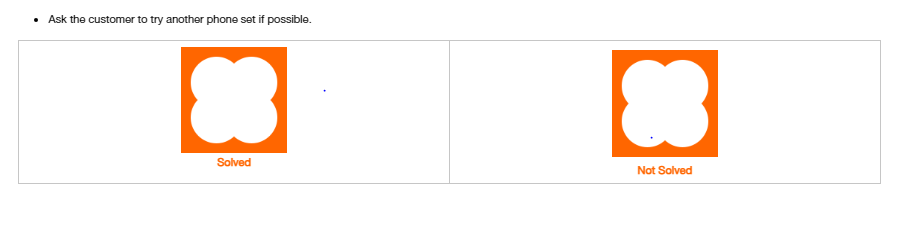 • Ask the customer to try another phone set if possible.
Solved
Not Solved